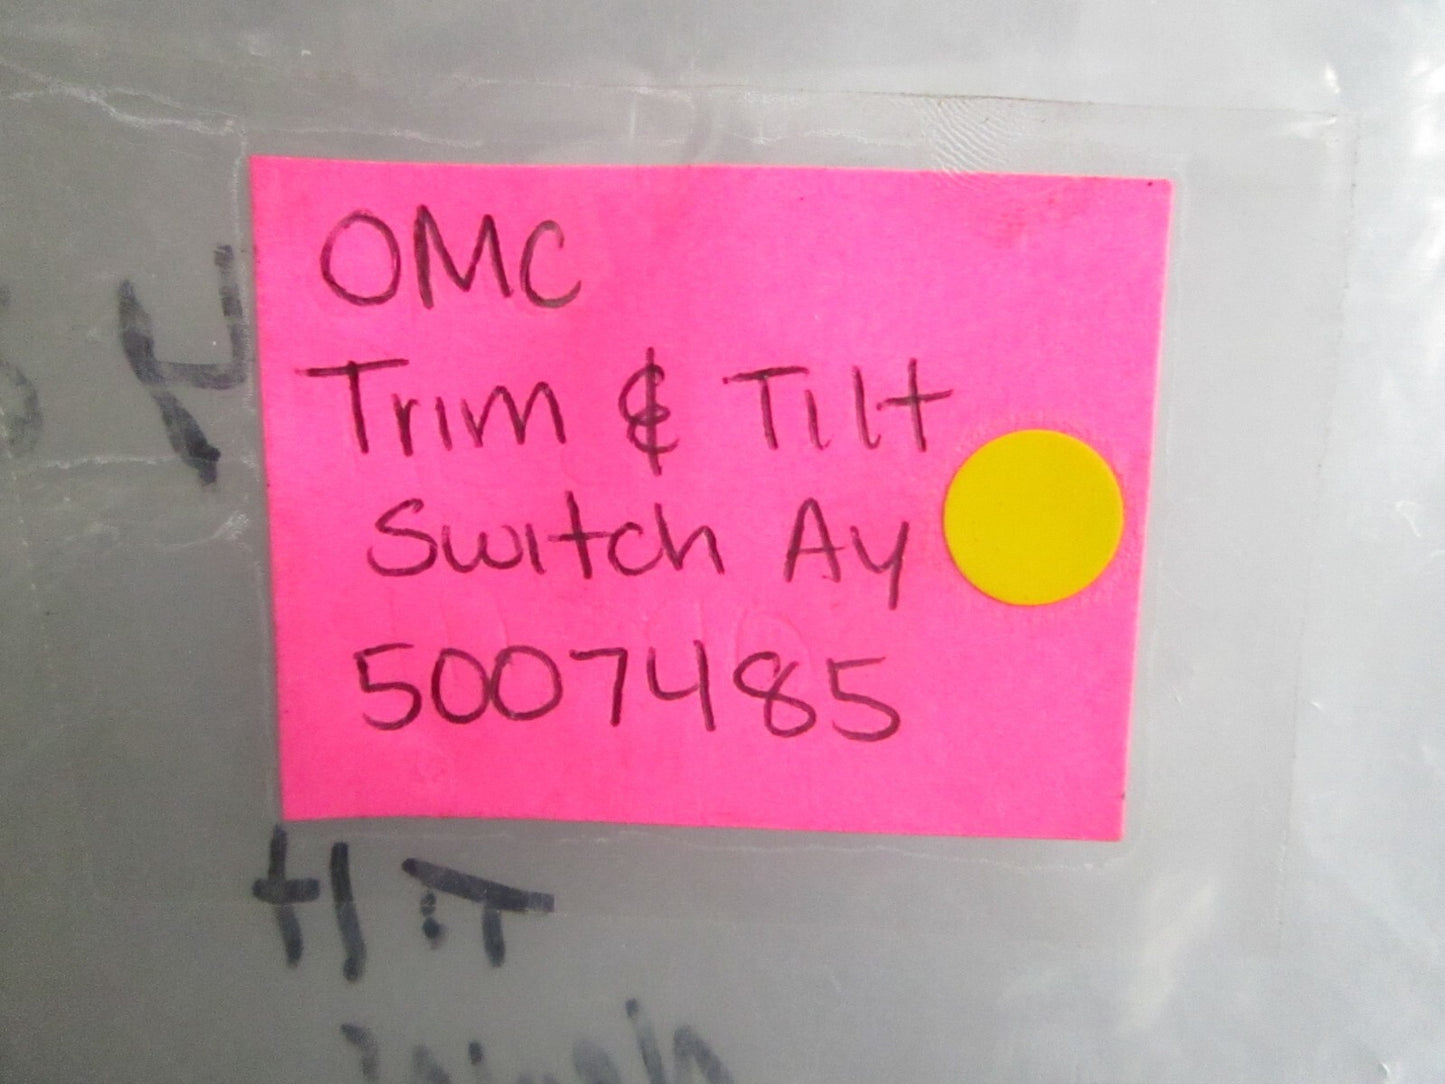 OMC
Trim & Tilt
Switch Ay
5007485